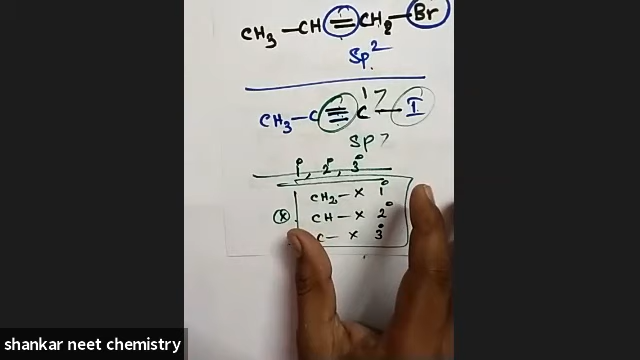 CH3 — CH = CH2 — Br
Sp2
CH3 — C ≡ C — I
Sp?
1°, 2°, 3°
CH2 — X 1°
CH — X 2°
C — X 3°
shankar neet chemistry